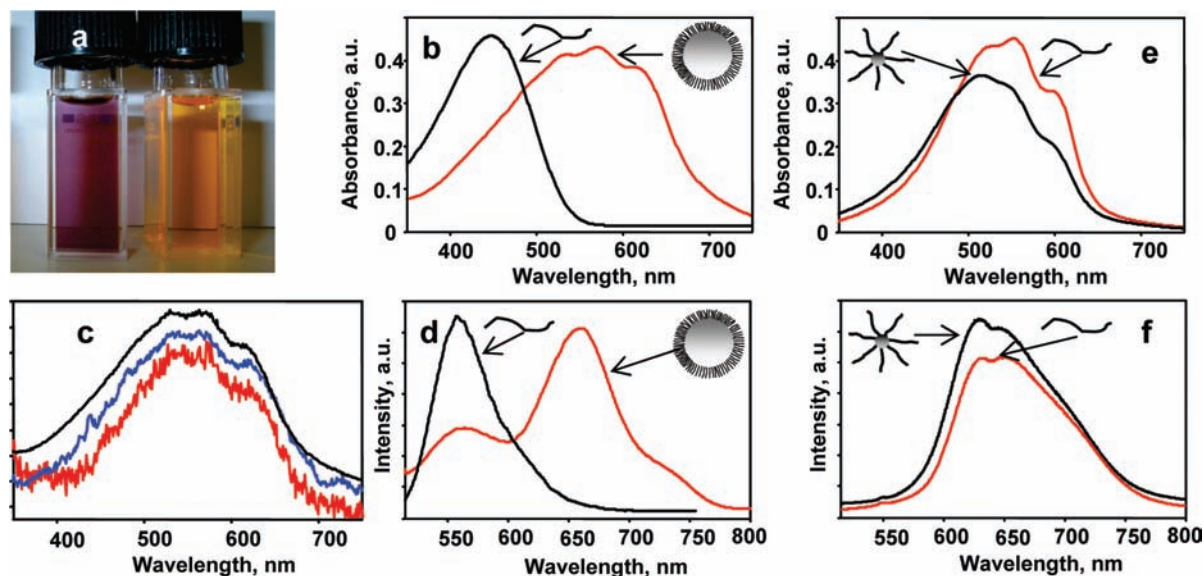 a
b
Absorbance, a.u.
0.4
0.3
0.2
0.1
0
400 500 600 700
Wavelength, nm
e
Absorbance, a.u.
0.4
0.3
0.2
0.1
0
400 500 600 700
Wavelength, nm
c
400 500 600 700
Wavelength, nm
d
Intensity, a.u.
550 600 650 700 750 800
Wavelength, nm
f
Intensity, a.u.
550 600 650 700 750 800
Wavelength, nm